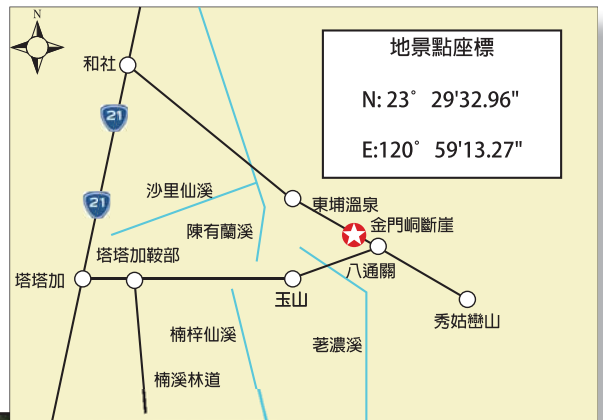 N
地景點座標
N: 23° 29'32.96"
E:120° 59'13.27"
和社
21
沙里仙溪
21
東埔溫泉
金門峒斷崖
陳有蘭溪
塔塔加鞍部
八通關
塔塔加
玉山
秀姑巒山
楠梓仙溪
荖濃溪
楠溪林道